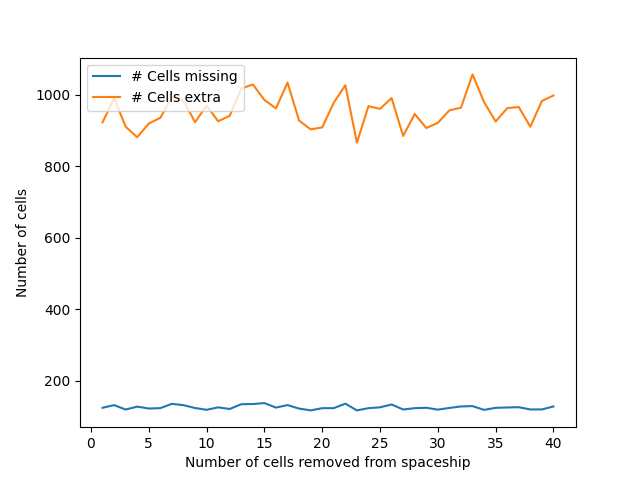 # Cells missing
# Cells extra
1000
800
600
400
200
Number of cells
0 5 10 15 20 25 30 35 40
Number of cells removed from spaceship